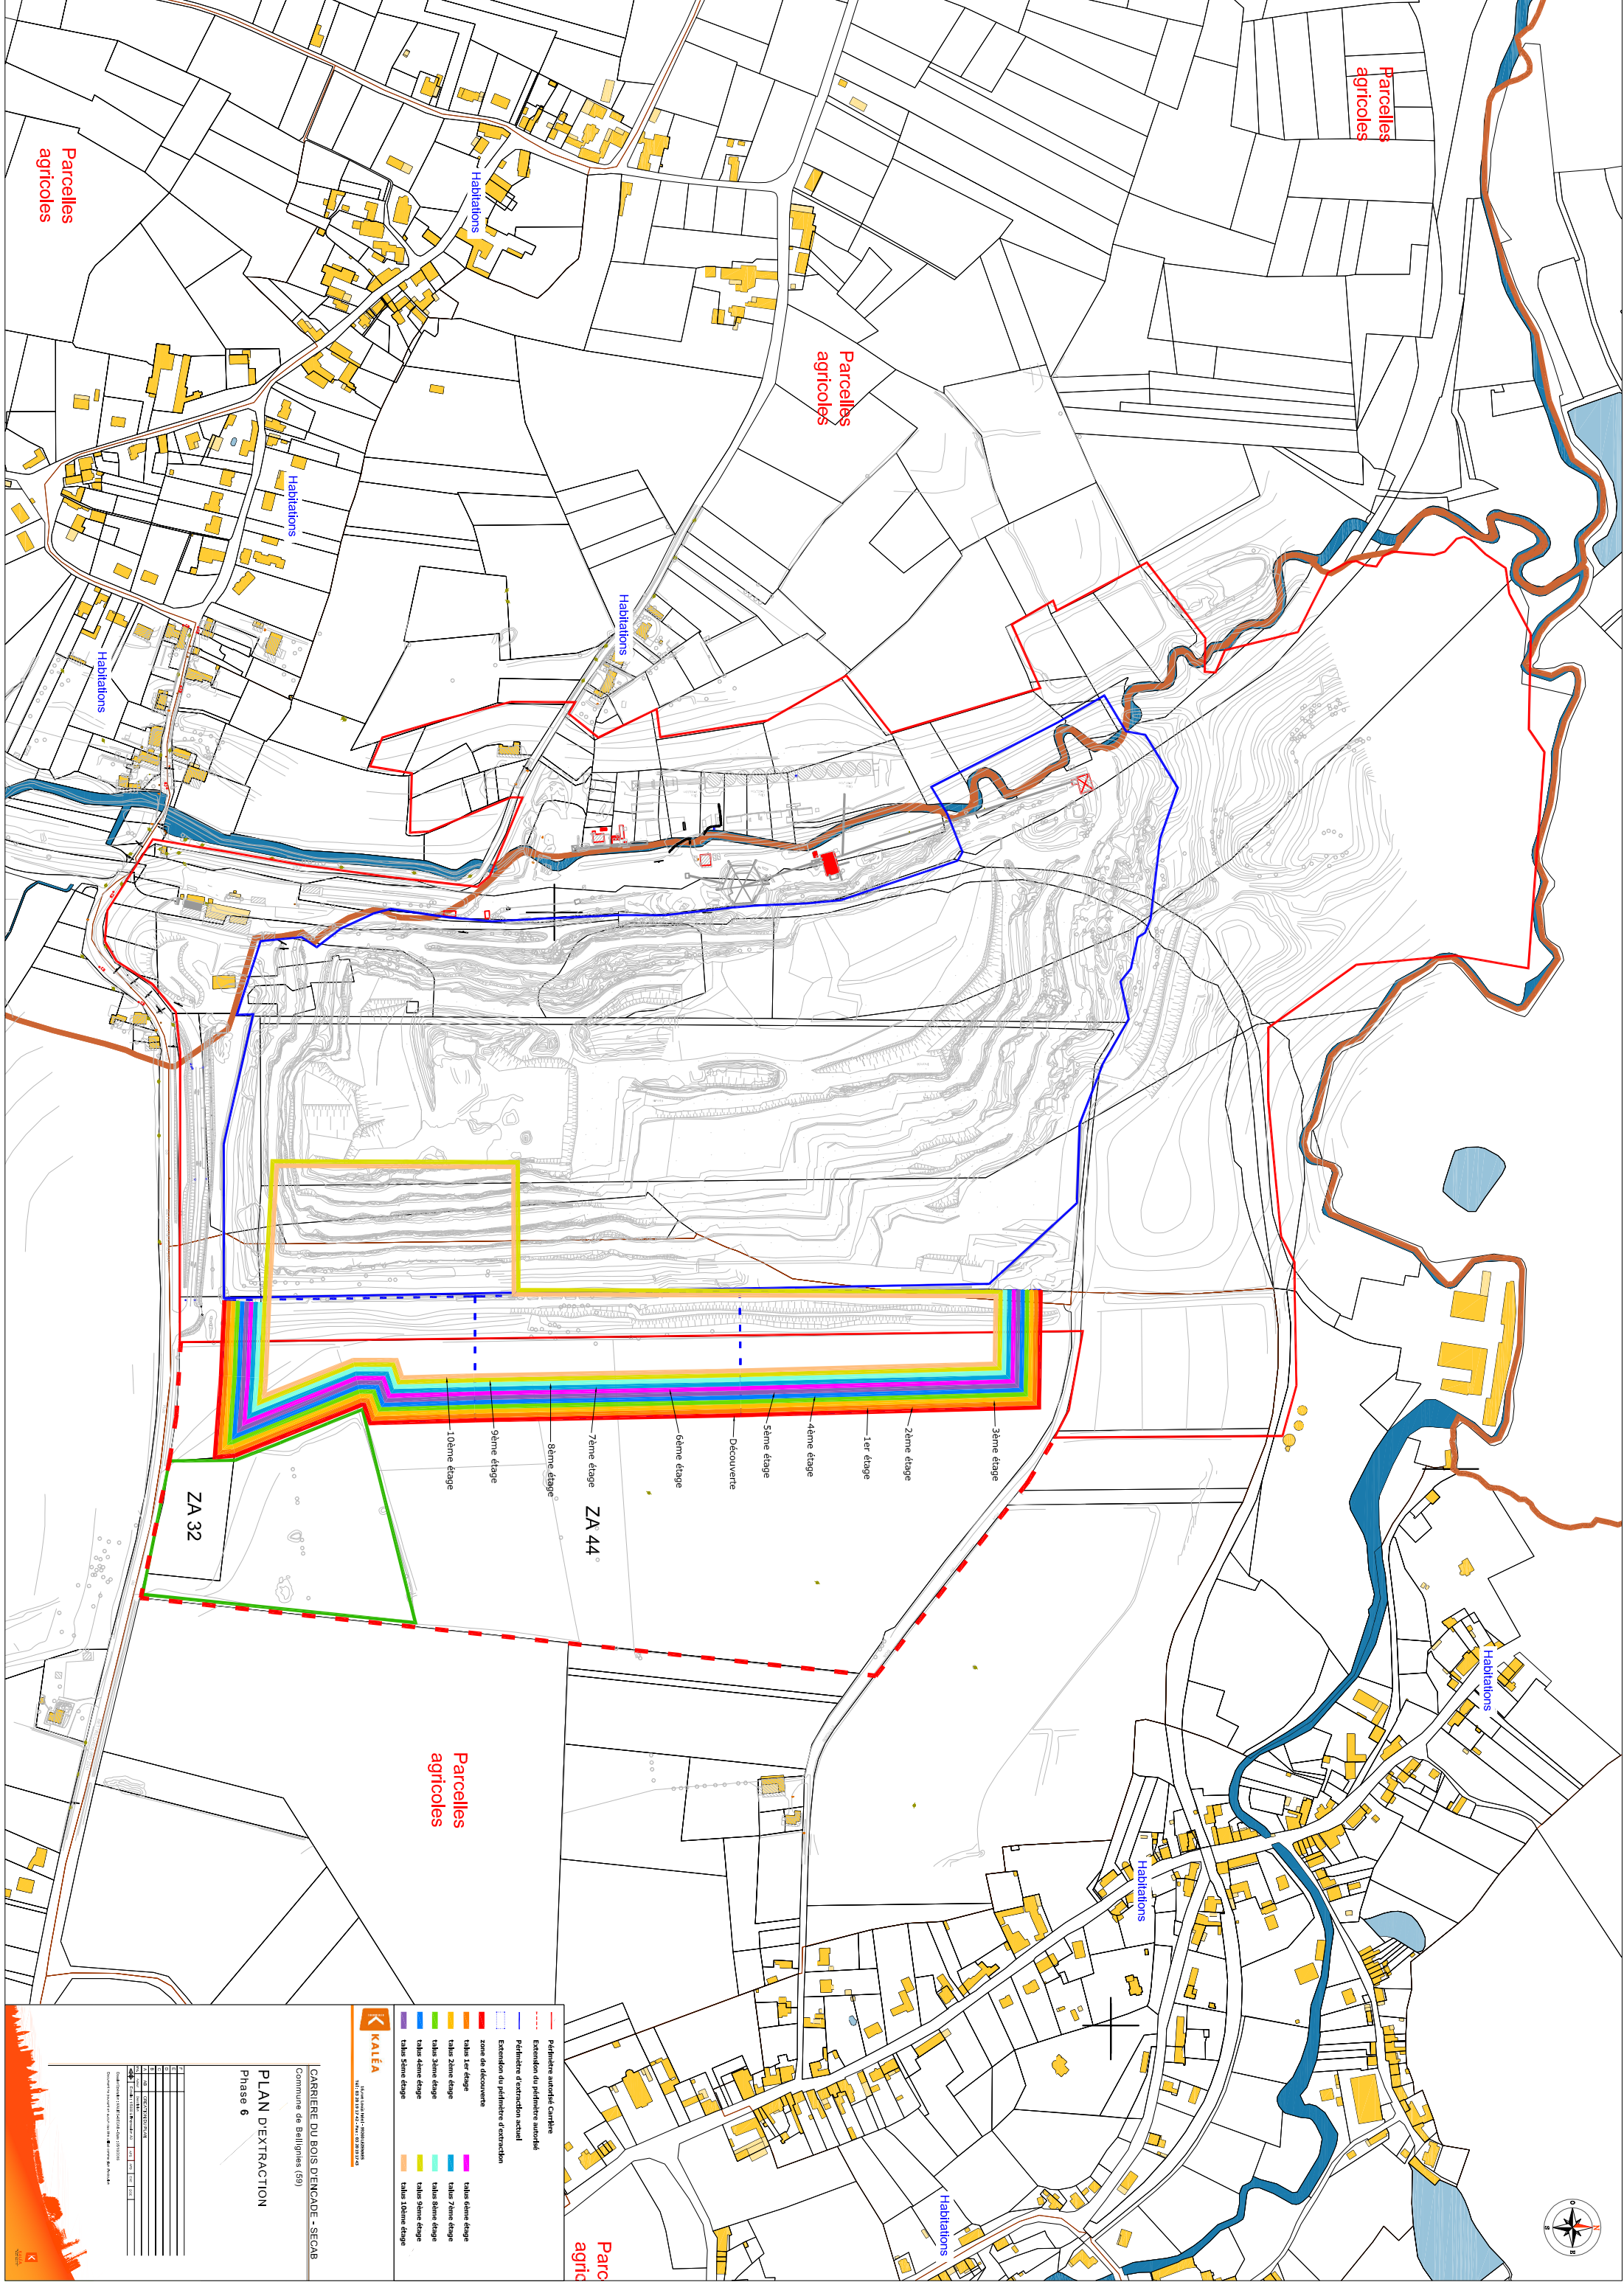 Parcelles
agricoles
Parcelles
agricoles
Parcelles
agricoles
Parcelles
agricoles
Parc
agric
Habitations
Habitations
Habitations
Habitations
Habitations
Habitations
Habitations
3ème étage
2ème étage
1er étage
4ème étage
5ème étage
Découverte
6ème étage
7ème étage
8ème étage
9ème étage
10ème étage
ZA 44
ZA 32
Périmètre autorisé Carrière
Extension du périmètre autorisé
Périmètre d'extraction actuel
Extension du périmètre d'extraction
zone de découverte
talus 1er étage
talus 2ème étage
talus 3ème étage
talus 4ème étage
talus 5ème étage
talus 6ème étage
talus 7ème étage
talus 8ème étage
talus 9ème étage
talus 10ème étage
KALÉA
CARRIERE DU BOIS D'ENCADE - SECAB
Commune de Bellignies (59)
PLAN D'EXTRACTION
Phase 6
N
E
S
O